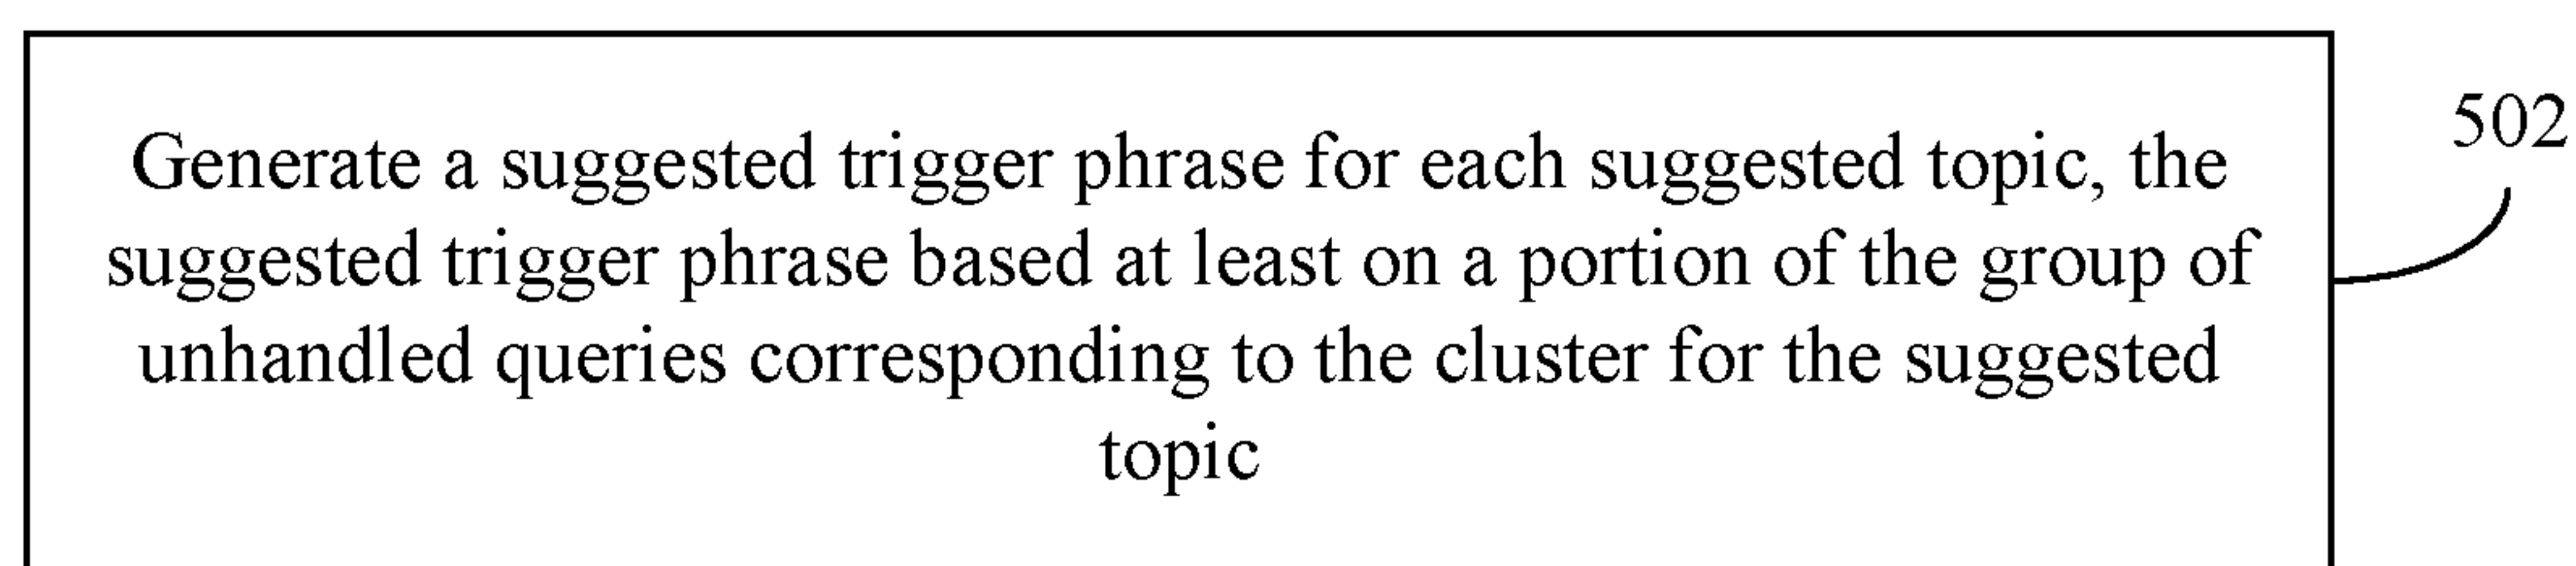 Generate a suggested trigger phrase for each suggested topic, the
suggested trigger phrase based at least on a portion of the group of
unhandled queries corresponding to the cluster for the suggested
topic
502